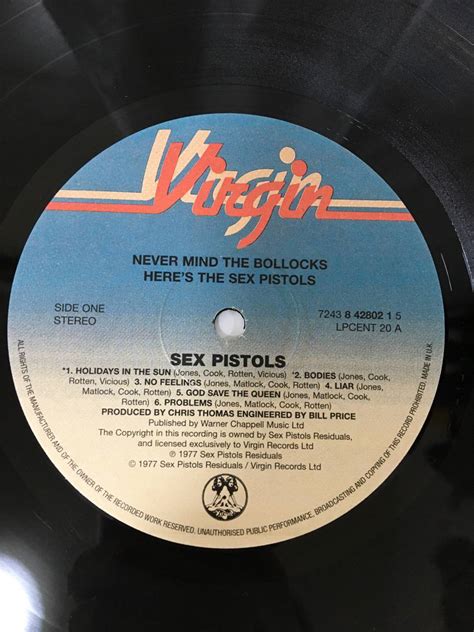 Virgin
NEVER MIND THE BOLLOCKS
HERE'S THE SEX PISTOLS
SIDE ONE
STEREO
7243 8 42802 1 5
LPCENT 20 A
SEX PISTOLS
*1. HOLIDAYS IN THE SUN (Jones, Cook, Rotten, Vicious) *2. BODIES (Jones, Cook,
Rotten, Vicious) 3. NO FEELINGS (Jones, Matlock, Cook, Rotten) 4. LIAR (Jones,
Matlock, Cook, Rotten) 5. GOD SAVE THE QUEEN (Jones, Matlock, Cook,
Rotten) 6. PROBLEMS (Jones, Matlock, Cook, Rotten)
PRODUCED BY CHRIS THOMAS ENGINEERED BY BILL PRICE
Published by Warner Chappell Music Ltd
The Copyright in this recording is owned by Sex Pistols Residuals,
and licensed exclusively to Virgin Records Ltd
℗ 1977 Sex Pistols Residuals
© 1977 Sex Pistols Residuals / Virgin Records Ltd
ALL RIGHTS OF THE MANUFACTURER AND OF THE OWNER OF THE RECORDED WORK RESERVED. UNAUTHORISED PUBLIC PERFORMANCE, BROADCASTING AND COPYING OF THIS RECORD PROHIBITED. MADE IN U.K.